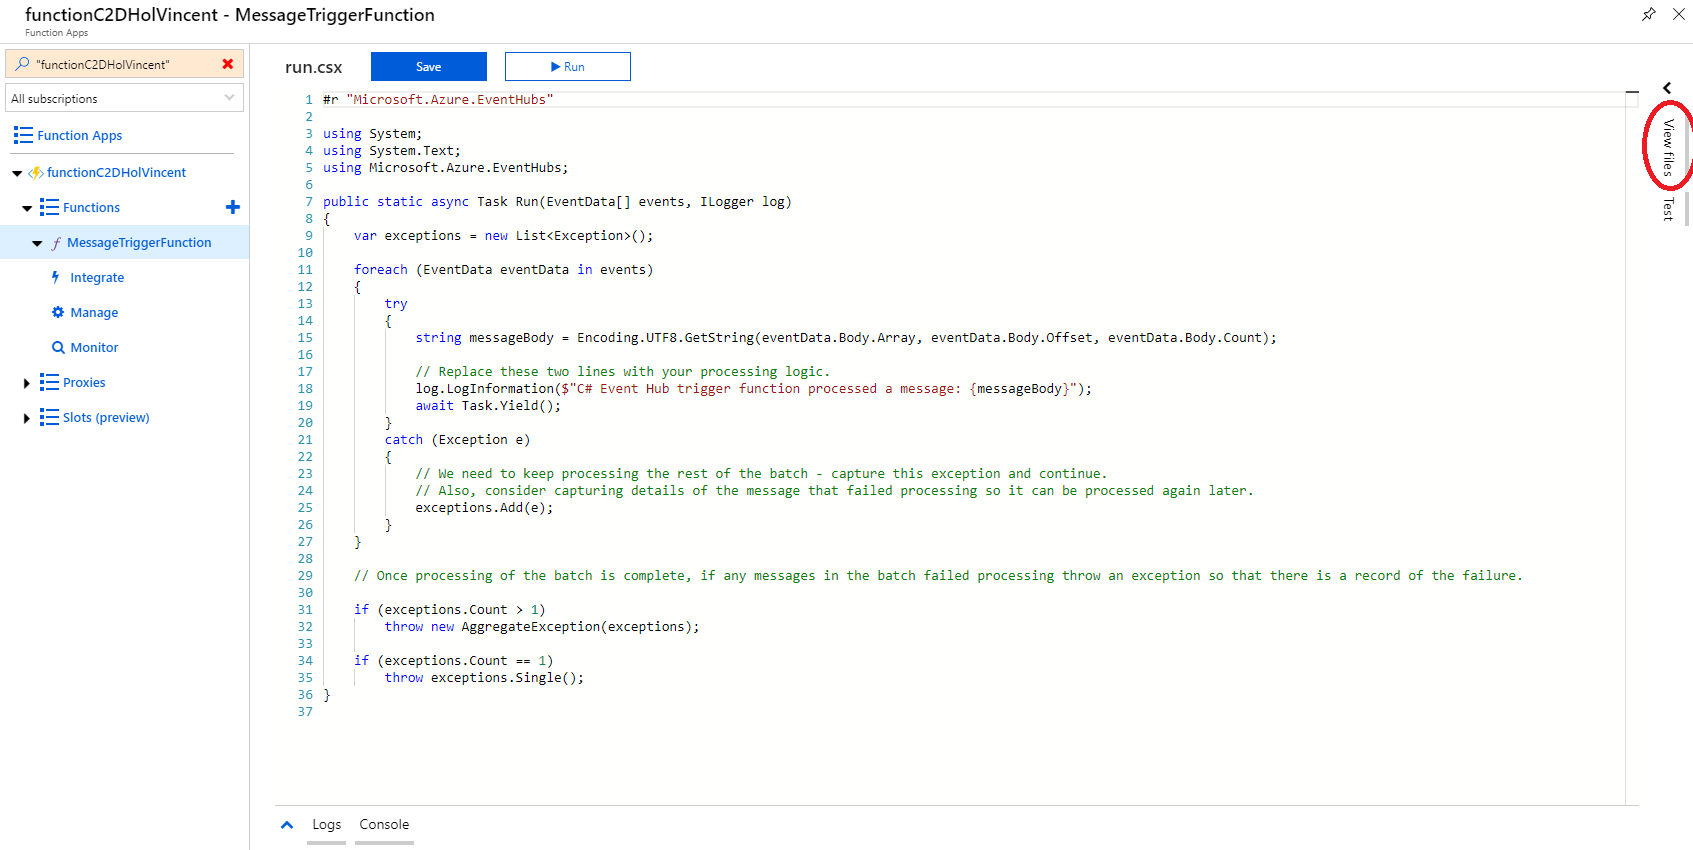 functionC2DHolVincent - MessageTriggerFunction
Function Apps
"functionC2DHolVincent"
All subscriptions
Function Apps
functionC2DHolVincent
Functions
MessageTriggerFunction
Integrate
Manage
Monitor
Proxies
Slots (preview)
run.csx
Save
Run
1 #r "Microsoft.Azure.EventHubs"
2
3 using System;
4 using System.Text;
5 using Microsoft.Azure.EventHubs;
6
7 public static async Task Run(EventData[] events, ILogger log)
8 {
9     var exceptions = new List<Exception>();
10
11     foreach (EventData eventData in events)
12     {
13         try
14         {
15             string messageBody = Encoding.UTF8.GetString(eventData.Body.Array, eventData.Body.Offset, eventData.Body.Count);
16
17             // Replace these two lines with your processing logic.
18             log.LogInformation($"C# Event Hub trigger function processed a message: {messageBody}");
19             await Task.Yield();
20         }
21         catch (Exception e)
22         {
23             // We need to keep processing the rest of the batch - capture this exception and continue.
24             // Also, consider capturing details of the message that failed processing so it can be processed again later.
25             exceptions.Add(e);
26         }
27     }
28
29     // Once processing of the batch is complete, if any messages in the batch failed processing throw an exception so that there is a record of the failure.
30
31     if (exceptions.Count > 1)
32         throw new AggregateException(exceptions);
33
34     if (exceptions.Count == 1)
35         throw exceptions.Single();
36 }
37
View files
Test
Logs
Console